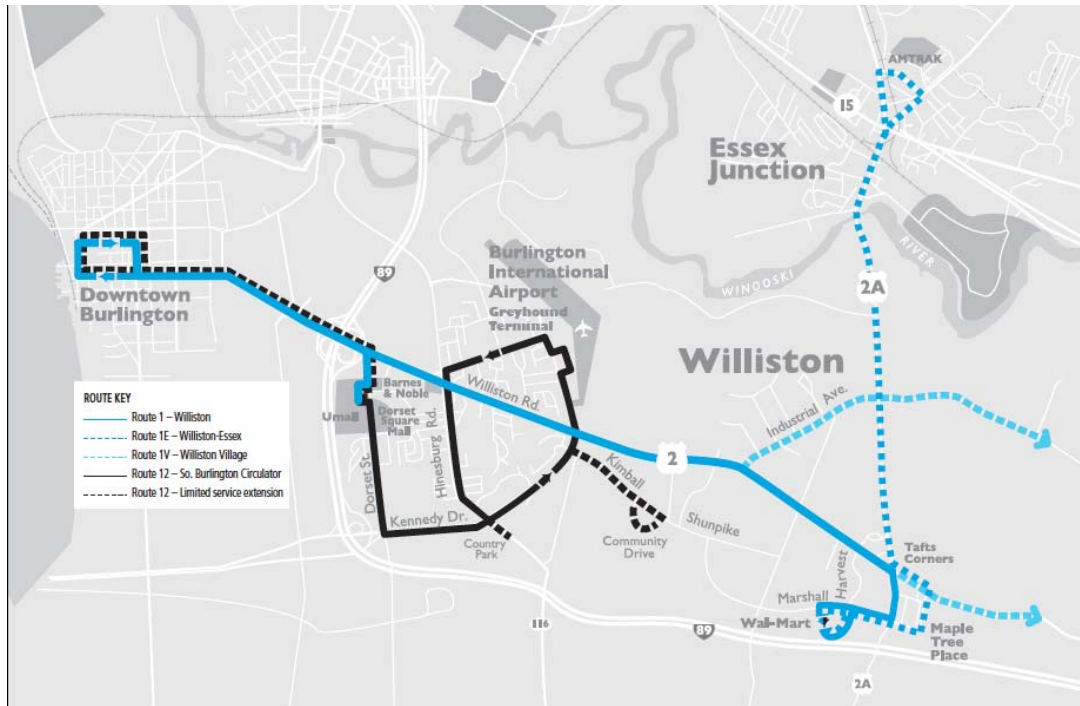 AMTRAK
15
Essex
Junction
WINOOSKI
RIVER
2A
89
Burlington
International
Airport
Greyhound
Terminal
Downtown
Burlington
Williston
Barnes
& Noble
Umall
Dorset
Square
Mall
Williston Rd.
Hinesburg Rd.
Dorset St.
Kennedy Dr.
Industrial Ave.
2
Kimball
Shunpike
Country
Park
Community
Drive
Tafts
Corners
Harvest
Marshall
Wal-Mart
Maple
Tree
Place
116
89
2A
ROUTE KEY
Route 1 – Williston
Route 1E – Williston-Essex
Route 1V – Williston Village
Route 12 – So. Burlington Circulator
Route 12 – Limited service extension